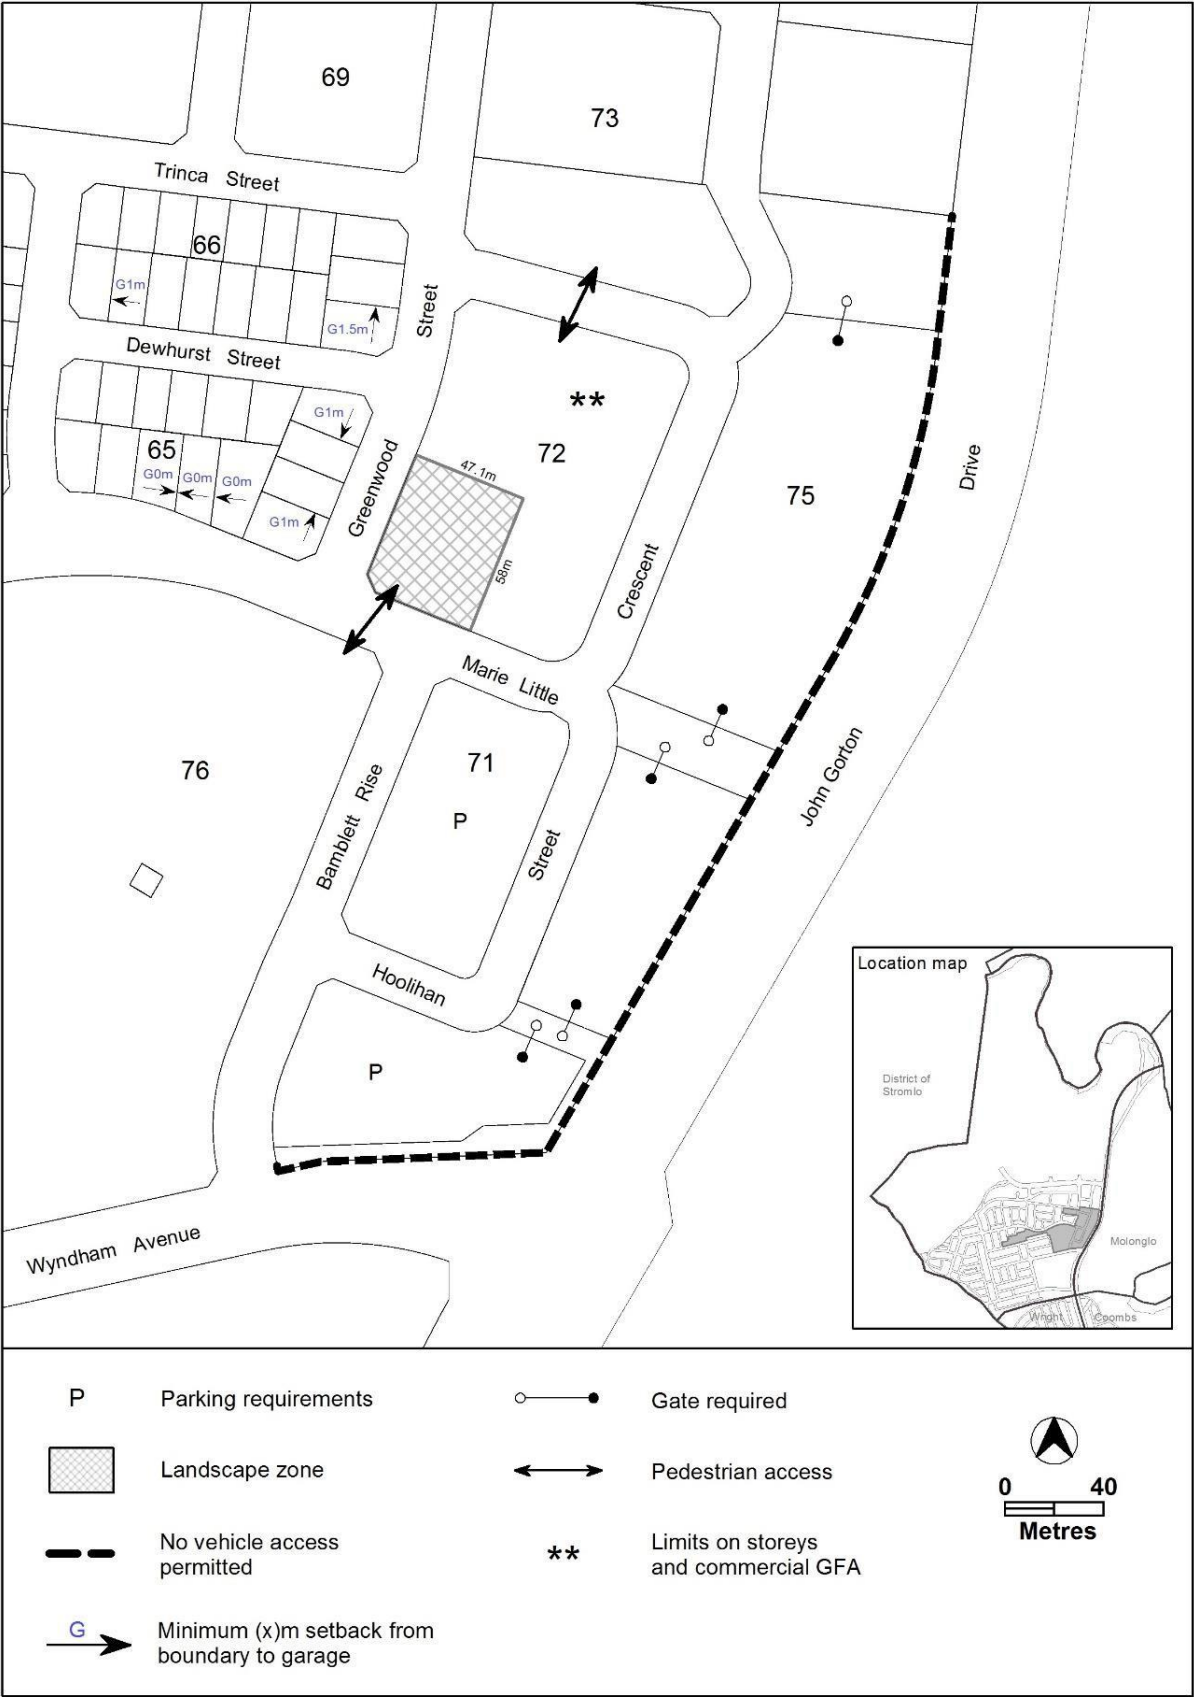 69
73
Trinca Street
66
G1m
G1.5m
Street
Dewhurst Street
**
G1m
65
72
Greenwood
47.1m
G0m
G0m
G0m
Drive
75
G1m
58m
Crescent
Marie Little
76
71
John Gorton
Bamblett Rise
P
Street
Hoolihan
P
Wyndham Avenue
Location map
District of
Stromlo
Molonglo
Wright
Coombs
P
Parking requirements
Gate required
Landscape zone
Pedestrian access
0 40
Metres
No vehicle access
permitted
**
Limits on storeys
and commercial GFA
G
Minimum (x)m setback from
boundary to garage